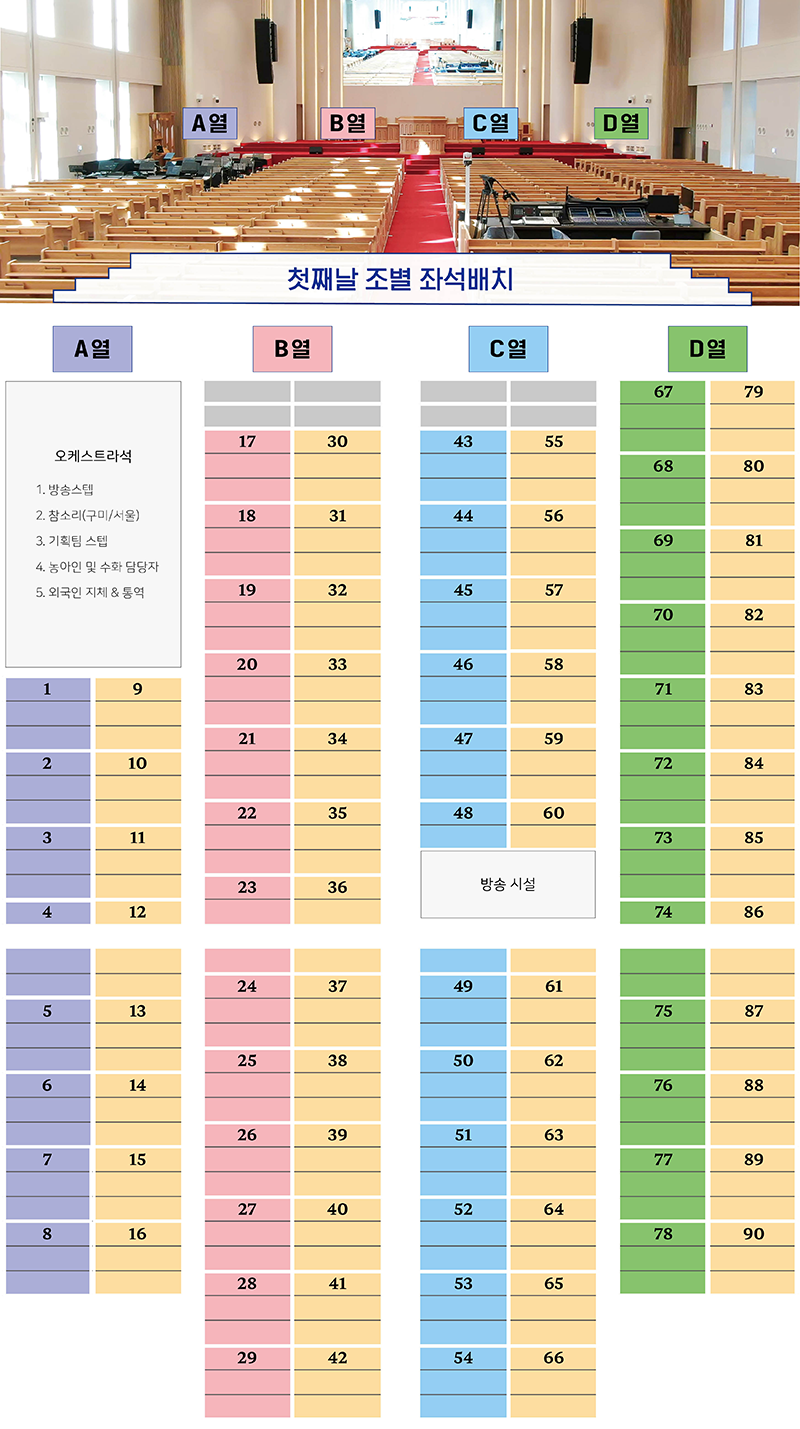 A열 B열 C열 D열
첫째날 조별 좌석배치
A열 B열 C열 D열
오케스트라석
1. 방송스텝
2. 참소리(구미/서울)
3. 기획팀 스텝
4. 농아인 및 수화 담당자
5. 외국인 지체 & 통역
67 79
17 30 43 55
68 80
18 31 44 56
69 81
19 32 45 57
70 82
20 33 46 58
1 9 71 83
21 34 47 59
2 10 72 84
22 35 48 60
3 11 73 85
방송 시설
23 36
4 12 74 86
24 37 49 61
5 13 75 87
25 38 50 62
6 14 76 88
26 39 51 63
7 15 77 89
27 40 52 64
8 16 78 90
28 41 53 65
29 42 54 66